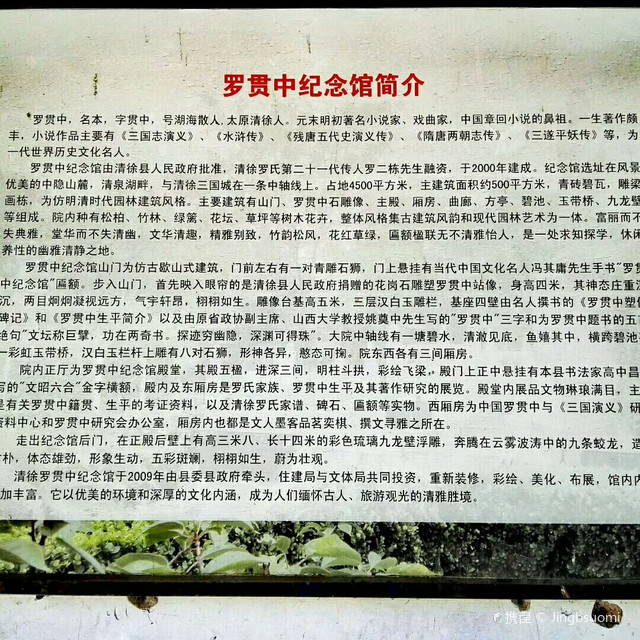 罗贯中纪念馆简介
罗贯中，名本，字贯中，号湖海散人，太原清徐人。元末明初著名小说家、戏曲家，中国章回小说的鼻祖。一生著作颇
丰，小说作品主要有《三国志演义》、《水浒传》、《残唐五代史演义传》、《隋唐两朝志传》、《三遂平妖传》等，为
一代世界历史文化名人。
罗贯中纪念馆由清徐县人民政府批准，清徐罗氏第二十一代传人罗二栋先生融资，于2000年建成。纪念馆选址在风景
优美的中隐山麓，清泉湖畔，与清徐三国城在一条中轴线上。占地4500平方米，主建筑面积约500平方米，青砖碧瓦，雕梁
画栋，为仿明清时代园林建筑风格。主要建筑有山门、罗贯中石雕像、主殿、厢房、曲廊、方亭、碧池、玉带桥、九龙壁
等组成。院内种有松柏、竹林、绿篱、花坛、草坪等树木花卉，整体风格集古建筑风韵和现代园林艺术为一体。富丽而不
失典雅，堂华而不失清幽，文华清趣，精雅别致，竹韵松风，花红草绿，匾额楹联无不清雅怡人，是一处求知探学，休闲
养性的幽雅清静之地。
罗贯中纪念馆山门为仿古歇山式建筑，门前左右有一对青雕石狮，门上悬挂有当代中国文化名人冯其庸先生手书"罗贯
中纪念馆"匾额。步入山门，首先映入眼帘的是清徐县人民政府捐赠的花岗石雕塑罗贯中站像，身高四米，其神态庄重深
沉，两目炯炯凝视远方，气宇轩昂，栩栩如生。雕像台基高五米，三层汉白玉雕栏，基座四壁由名人撰书的《罗贯中塑像
碑记》和《罗贯中生平简介》以及由原省政协副主席、山西大学教授姚奠中先生写的"罗贯中"三字和为罗贯中题书的五言
绝句"文坛称巨擘，功在两奇书。探迹穷幽隐，深渊可得珠"。大院中轴线有一塘碧水，清澈见底，鱼嬉其中，横跨碧池有
一彩虹玉带桥，汉白玉栏杆上雕有八对石狮，形神各异，憨态可掬。院东西各有三间厢房。
院内正厅为罗贯中纪念馆殿堂，其殿五楹，进深三间，明柱斗拱，彩绘飞梁，殿门上正中悬挂有本县书法家高中昌
写的"文昭六合"金字横额，殿内及东厢房是罗氏家族、罗贯中生平及其著作研究的展览。殿堂内展品文物琳琅满目，主
是有关罗贯中籍贯、生平的考证资料，以及清徐罗氏家谱、碑石、匾额等实物。西厢房为中国罗贯中与《三国演义》研
资料中心和罗贯中研究会办公室，厢房内也都是文人墨客品茗奕棋、撰文寻雅之所在。
走出纪念馆后门，在正殿后壁上有高三米八、长十四米的彩色琉璃九龙壁浮雕，奔腾在云雾波涛中的九条蛟龙，造
古朴，体态雄劲，形象生动，五彩斑斓，栩栩如生，蔚为壮观。
清徐罗贯中纪念馆于2009年由县委县政府牵头，住建局与文体局共同投资，重新装修，彩绘、美化、布展，馆内内
加丰富。它以优美的环境和深厚的文化内涵，成为人们缅怀古人、旅游观光的清雅胜境。
携程 © Jingbsuomi